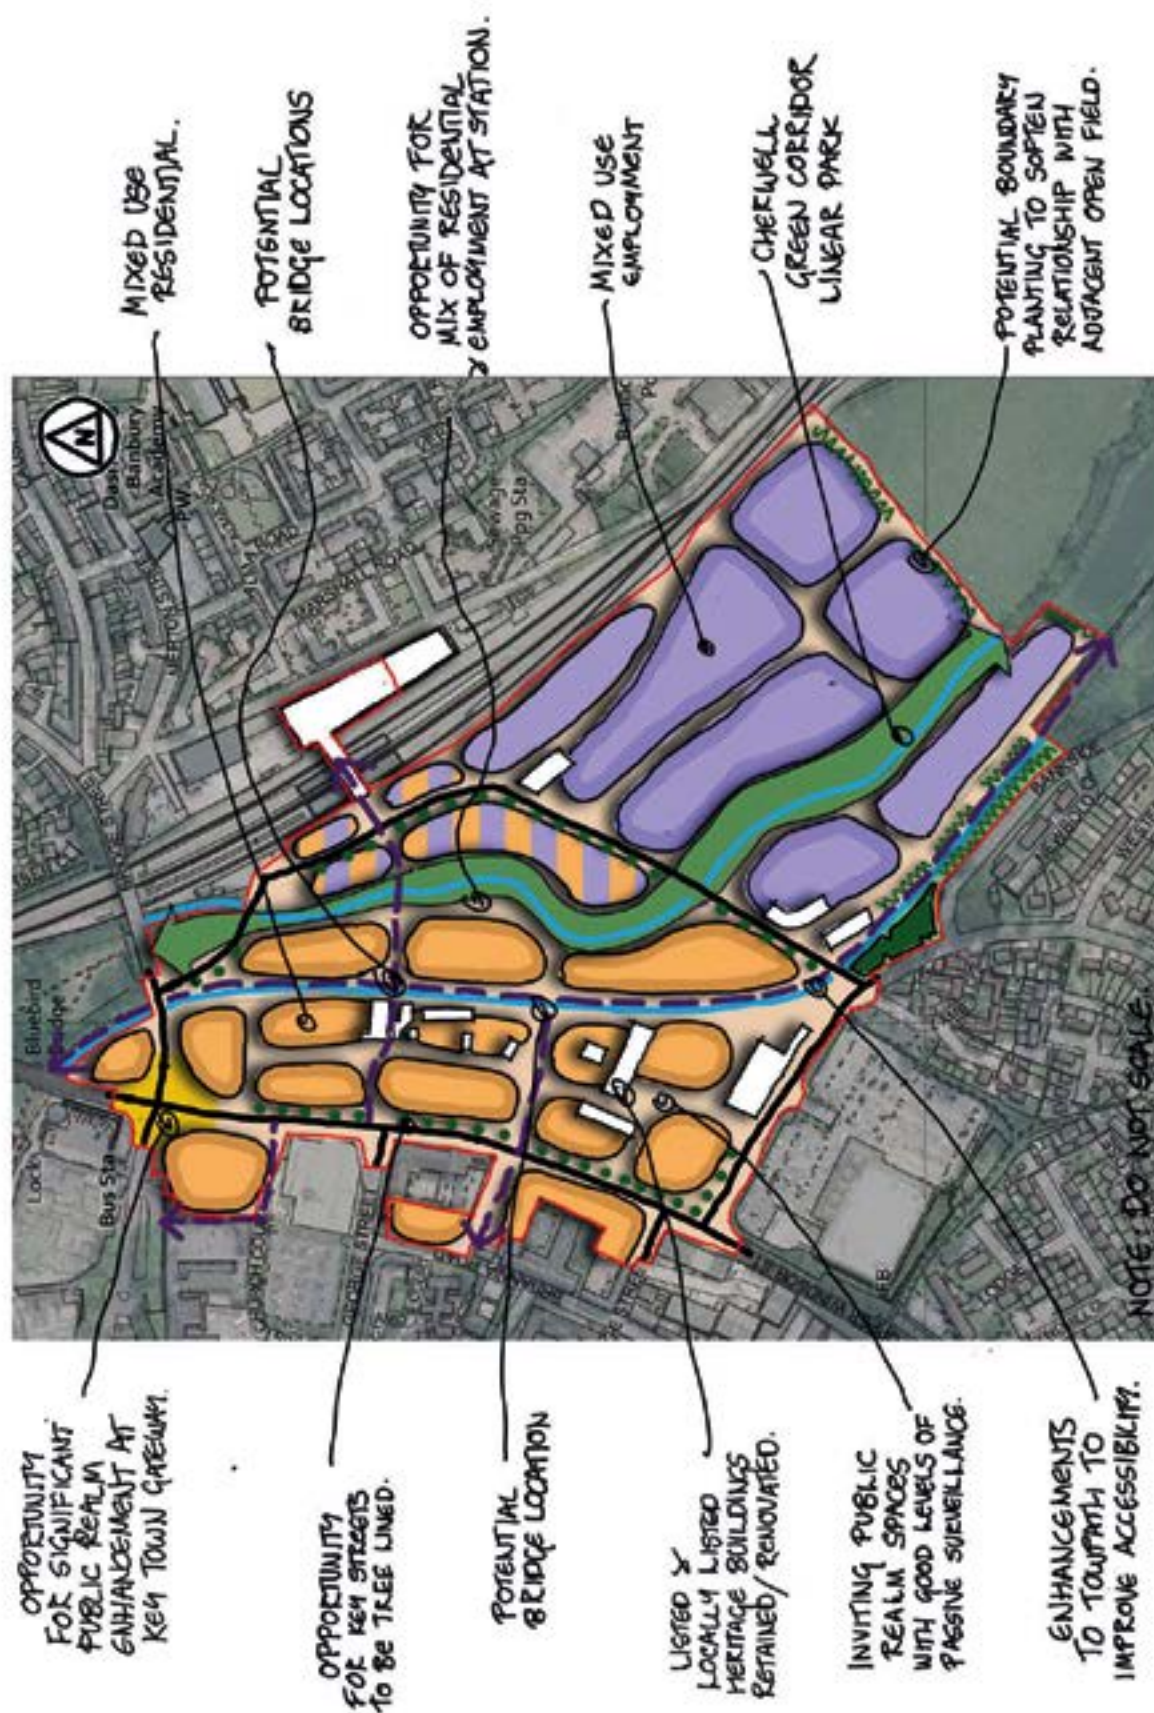 OPPORTUNITY
FOR SIGNIFICANT
PUBLIC REALM
ENHANCEMENT AT
KEY TOWN GATEWAY.
OPPORTUNITY
FOR KEY STREETS
TO BE TREE LINED.
POTENTIAL
BRIDGE LOCATION
LISTED &
LOCALLY LISTED
HERITAGE BUILDINGS
RETAINED/RENOVATED.
INVITING PUBLIC
REALM SPACES
WITH GOOD LEVELS OF
PASSIVE SURVEILLANCE.
ENHANCEMENTS
TO TOWPATH TO
IMPROVE ACCESSIBILITY.
MIXED USE
RESIDENTIAL.
POTENTIAL
BRIDGE LOCATIONS
OPPORTUNITY FOR
MIX OF RESIDENTIAL
& EMPLOYMENT AT STATION.
MIXED USE
EMPLOYMENT
CHERWELL
GREEN CORRIDOR
LINEAR PARK
POTENTIAL BOUNDARY
PLANTING TO SOFTEN
RELATIONSHIP WITH
ADJACENT OPEN FIELD.
N
Banbury
Academy
PW
MERTON STREET
MARSHALL ROAD
Sewage
Ppg Sta
Bluebird
Bridge
Lock
Bus Sta
GEORGE STREET
NOTE: DO NOT SCALE.